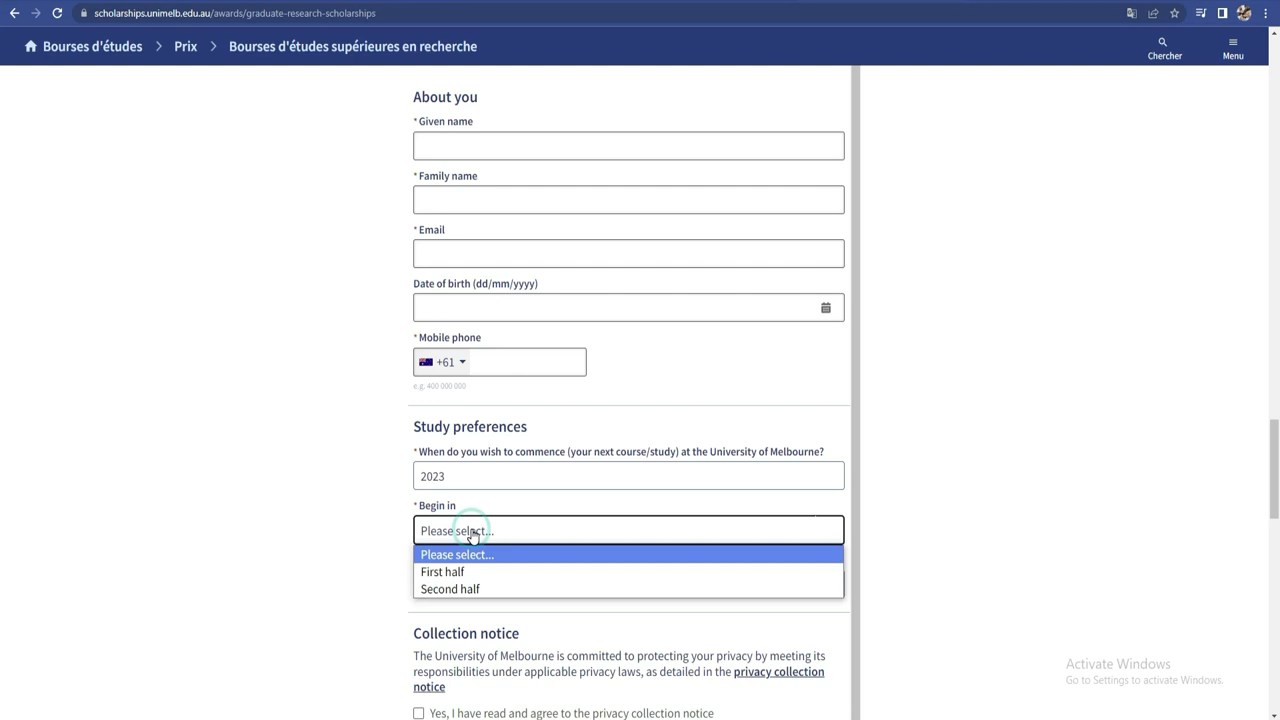 scholarships.unimelb.edu.au/awards/graduate-research-scholarships
Bourses d'études > Prix > Bourses d'études supérieures en recherche
Chercher
Menu
About you
* Given name
* Family name
* Email
Date of birth (dd/mm/yyyy)
* Mobile phone
+61
e.g. 400 000 000
Study preferences
* When do you wish to commence (your next course/study) at the University of Melbourne?
2023
* Begin in
Please select...
Please select...
First half
Second half
Collection notice
The University of Melbourne is committed to protecting your privacy by meeting its
responsibilities under applicable privacy laws, as detailed in the privacy collection
notice
Yes, I have read and agree to the privacy collection notice
Activate Windows
Go to Settings to activate Windows.